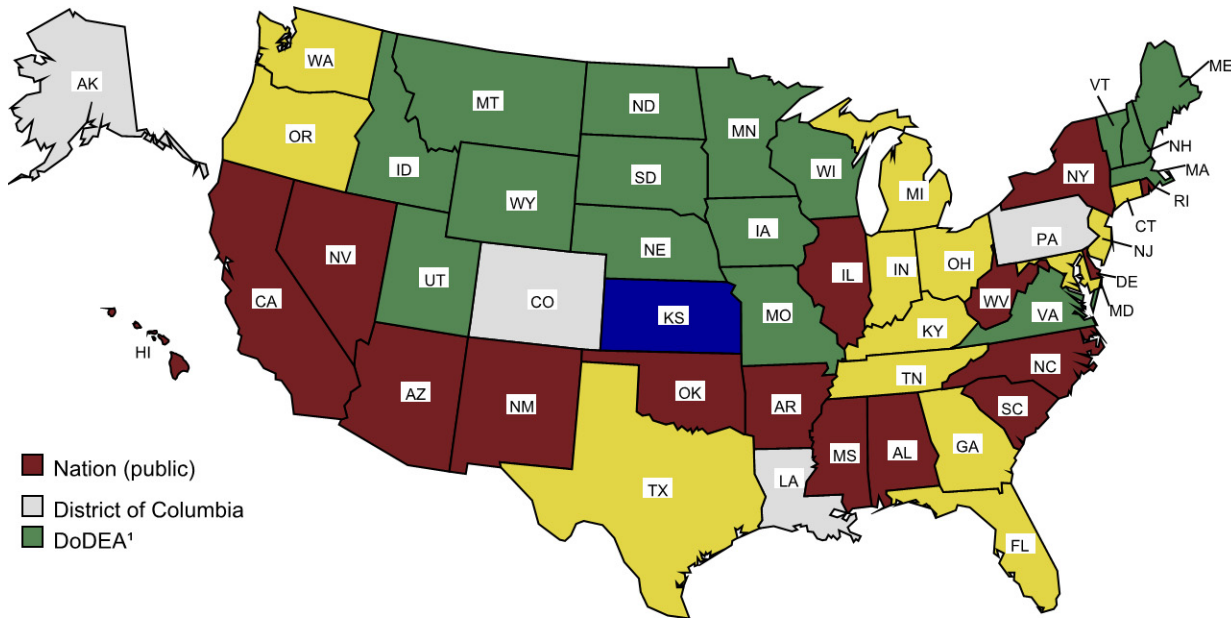 AK
WA
OR
MT
ID
WY
ND
SD
NE
MN
IA
WI
MI
VT
ME
NH
MA
NY
RI
CT
NJ
PA
DE
MD
NV
CA
UT
CO
KS
MO
IL
IN
OH
WV
VA
KY
HI
AZ
NM
OK
AR
TN
NC
SC
MS
AL
GA
LA
TX
FL
Nation (public)
District of Columbia
DoDEA¹